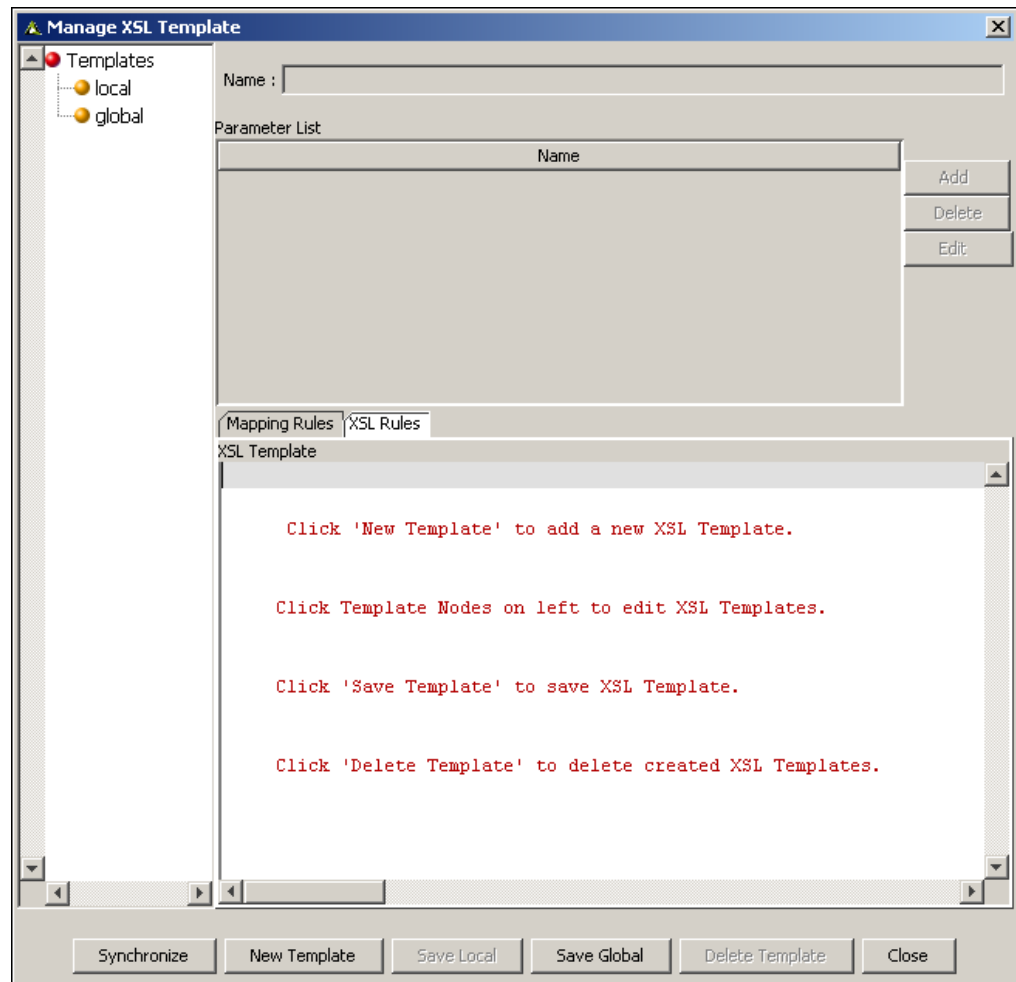 Manage XSL Template
Templates
local
global
Name :
Parameter List
Name
Add
Delete
Edit
Mapping Rules XSL Rules
XSL Template
Click 'New Template' to add a new XSL Template.
Click Template Nodes on left to edit XSL Templates.
Click 'Save Template' to save XSL Template.
Click 'Delete Template' to delete created XSL Templates.
Synchronize New Template Save Local Save Global Delete Template Close